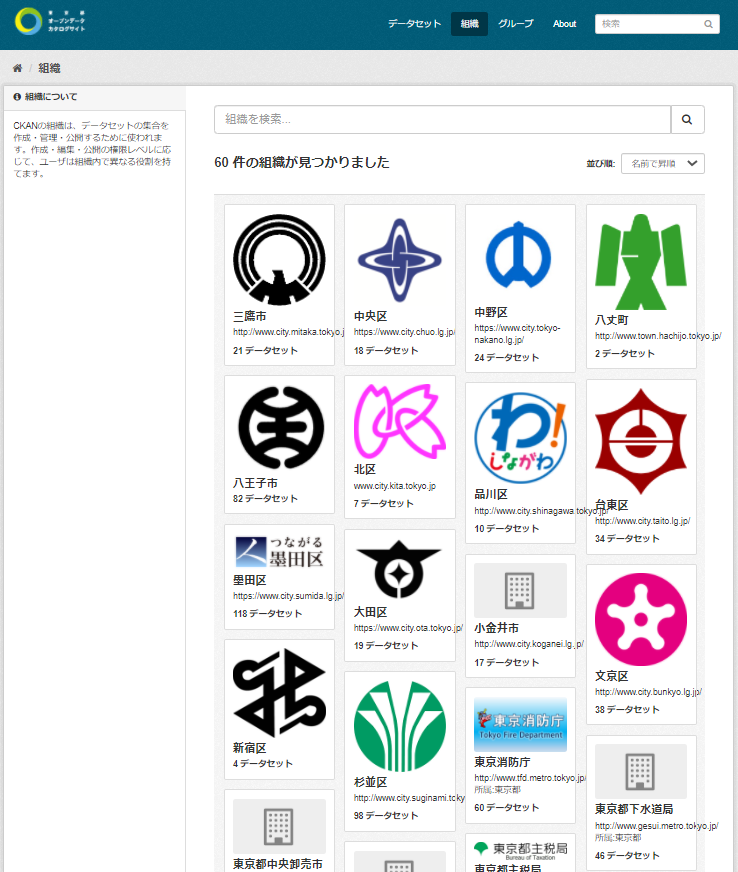 東京都
オープンデータ
カタログサイト
データセット
組織
グループ
About
検索
/ 組織
組織について
CKANの組織は、データセットの集合を
作成・管理・公開するために使われま
す。作成・編集・公開の権限レベルに応
じて、ユーザは組織内で異なる役割を持
てます。
組織を検索...
60 件の組織が見つかりました
並び順:
名前で昇順
三鷹市
http://www.city.mitaka.tokyo.j
21 データセット
中央区
https://www.city.chuo.lg.jp/
18 データセット
中野区
https://www.city.tokyo-
nakano.lg.jp/
24 データセット
八丈町
http://www.town.hachijo.tokyo.jp/
2 データセット
八王子市
82 データセット
北区
www.city.kita.tokyo.jp
7 データセット
わ!
しながわ
品川区
http://www.city.shinagawa.tokyo.jp/
10 データセット
台東区
https://www.city.taito.lg.jp/
34 データセット
つながる
墨田区
墨田区
https://www.city.sumida.lg.jp/
118 データセット
大田区
https://www.city.ota.tokyo.jp/
19 データセット
小金井市
http://www.city.koganei.lg.jp/
17 データセット
文京区
http://www.city.bunkyo.lg.jp/
38 データセット
新宿区
4 データセット
杉並区
http://www.city.suginami.tokyo
98 データセット
東京消防庁
Tokyo Fire Department
東京消防庁
http://www.tfd.metro.tokyo.jp/
所属:東京都
60 データセット
東京都下水道局
http://www.gesui.metro.tokyo.jp/
所属:東京都
46 データセット
東京都中央卸売市
東京都主税局
Bureau of Taxation
東京都主税局